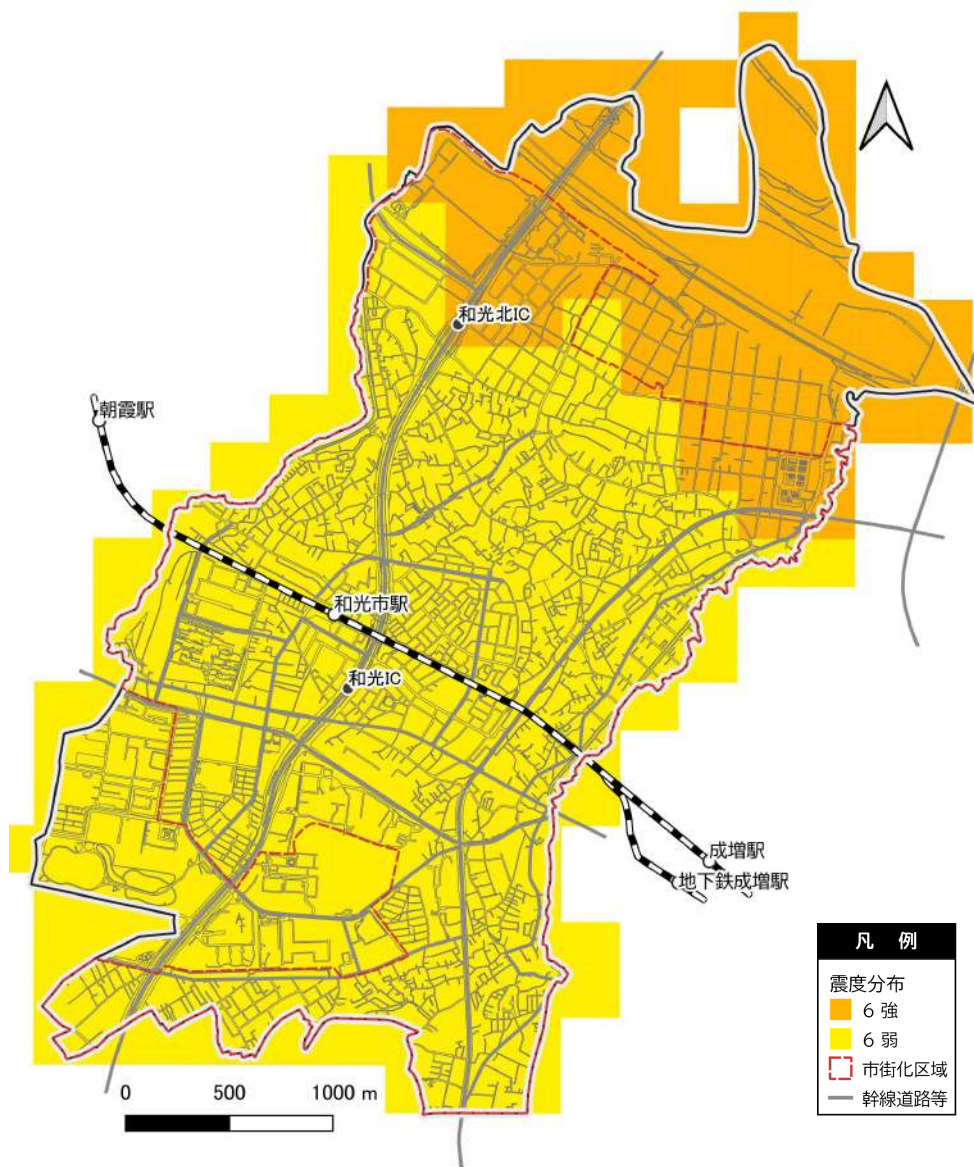 和光北IC
朝霞駅
和光市駅
和光IC
成増駅
地下鉄成増駅
凡 例
震度分布
6 強
6 弱
市街化区域
幹線道路等
0 500 1000 m